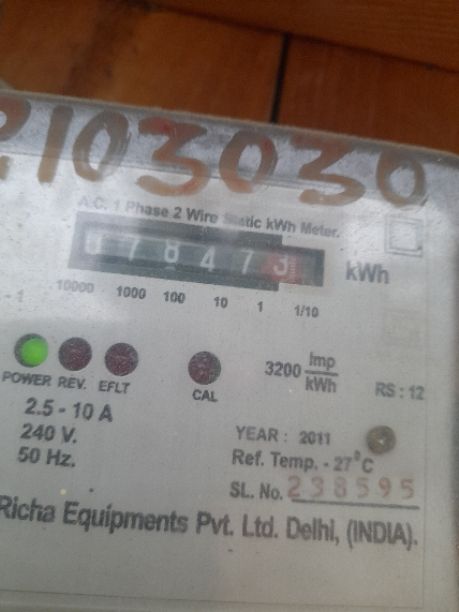 2103030
A.C. 1 Phase 2 Wire Static kWh Meter.
0 7 8 4 7 3 kWh
- 1 10000 1000 100 10 1 1/10
POWER REV. EFLT CAL 3200 Imp/kWh RS : 12
2.5 - 10 A
240 V.
50 Hz.
YEAR : 2011
Ref. Temp. - 27°C
SL. No. 238595
Richa Equipments Pvt. Ltd. Delhi, (INDIA).